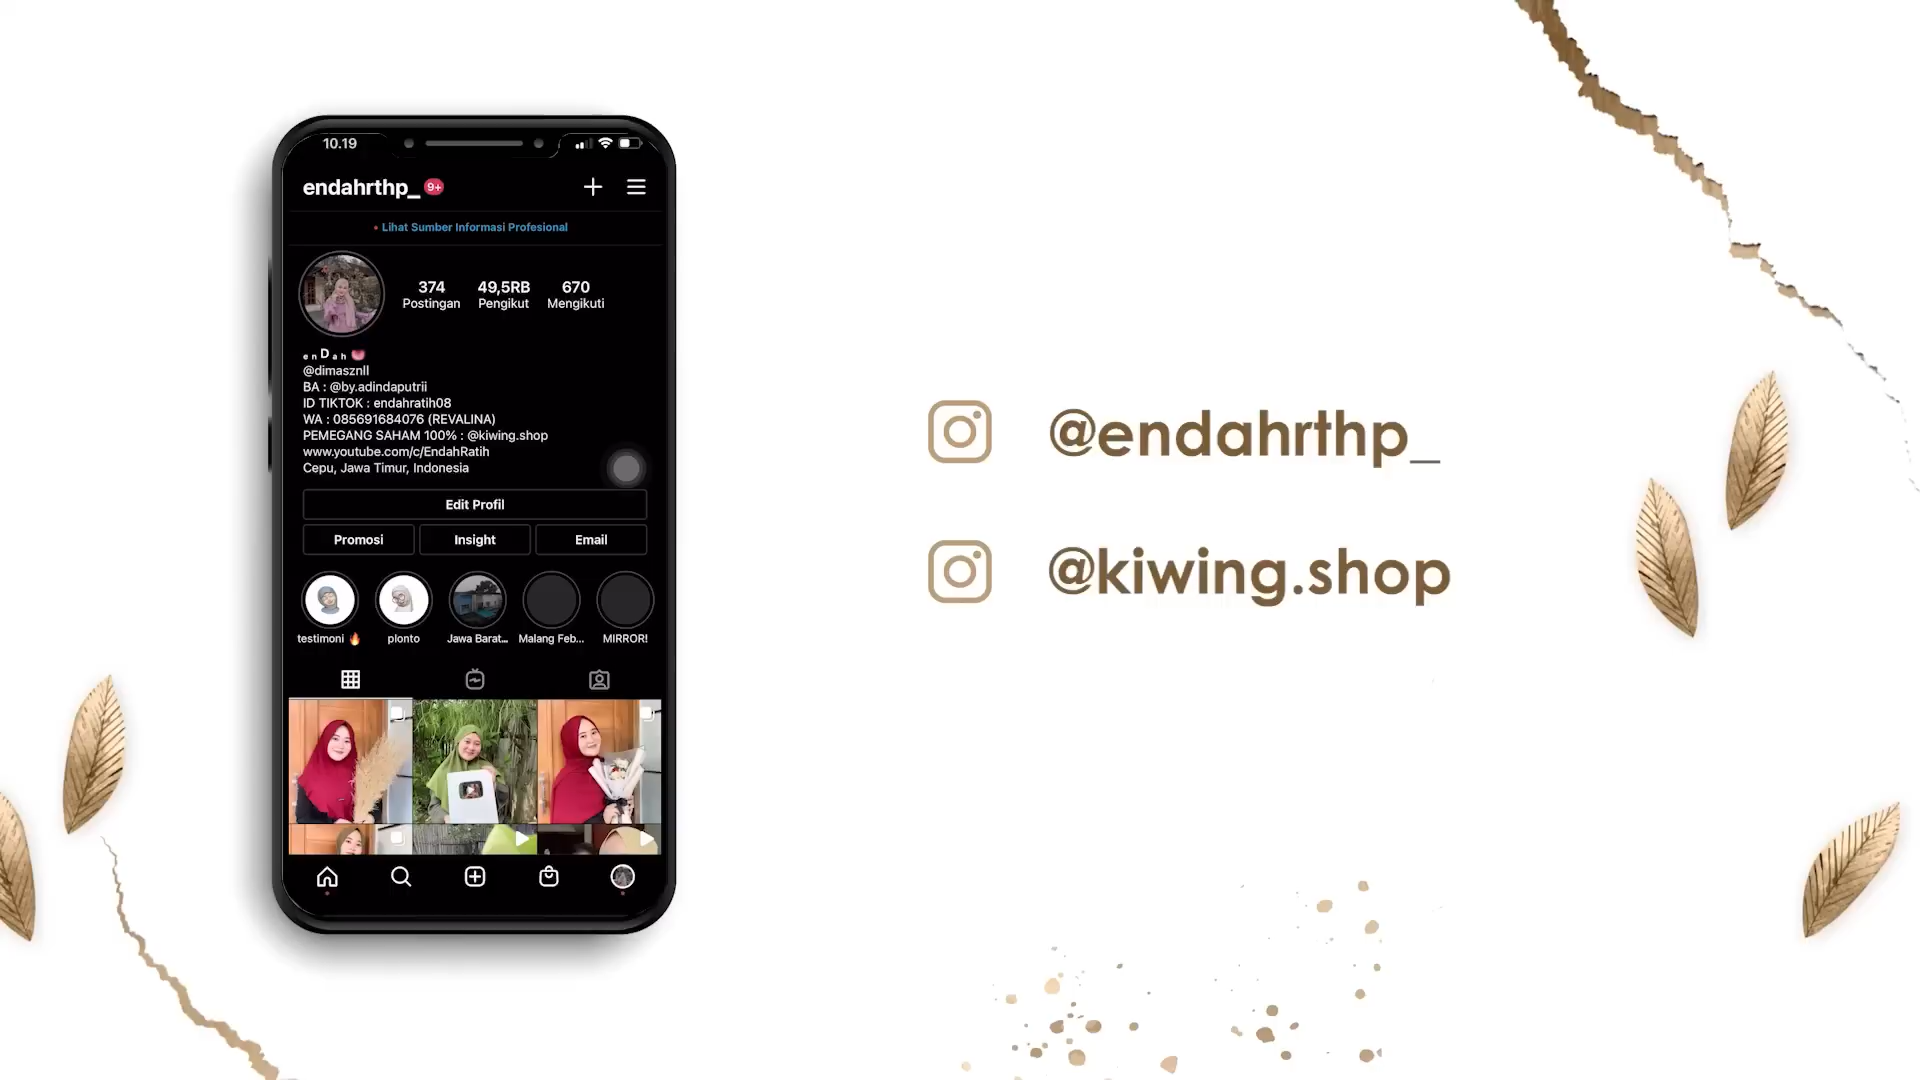 10.19
endahrthp_ 9+
• Lihat Sumber Informasi Profesional
374 49,5RB 670
Postingan Pengikut Mengikuti
ₑₙDₐₕ 👅
@dimasznll
BA : @by.adindaputrii
ID TIKTOK : endahratih08
WA : 085691684076 (REVALINA)
PEMEGANG SAHAM 100% : @kiwing.shop
www.youtube.com/c/EndahRatih
Cepu, Jawa Timur, Indonesia
Edit Profil
Promosi Insight Email
testimoni 🔥 plonto Jawa Barat... Malang Feb... MIRROR!
@endahrthp_
@kiwing.shop